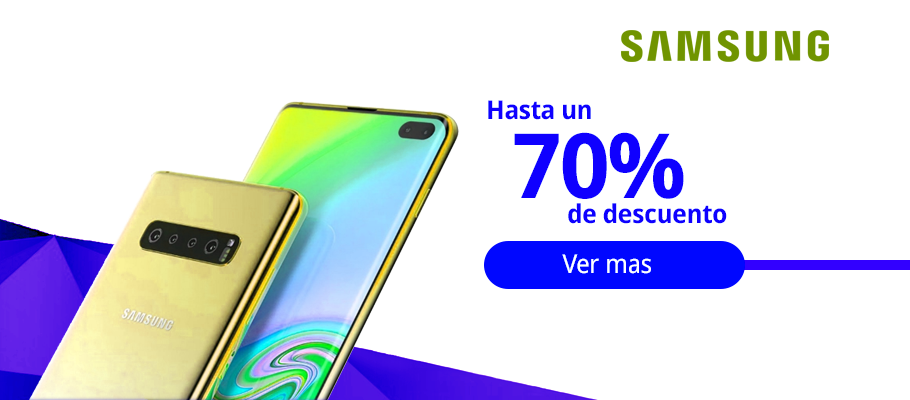 SAMSUNG
Hasta un
70%
de descuento
Ver mas
SAMSUNG